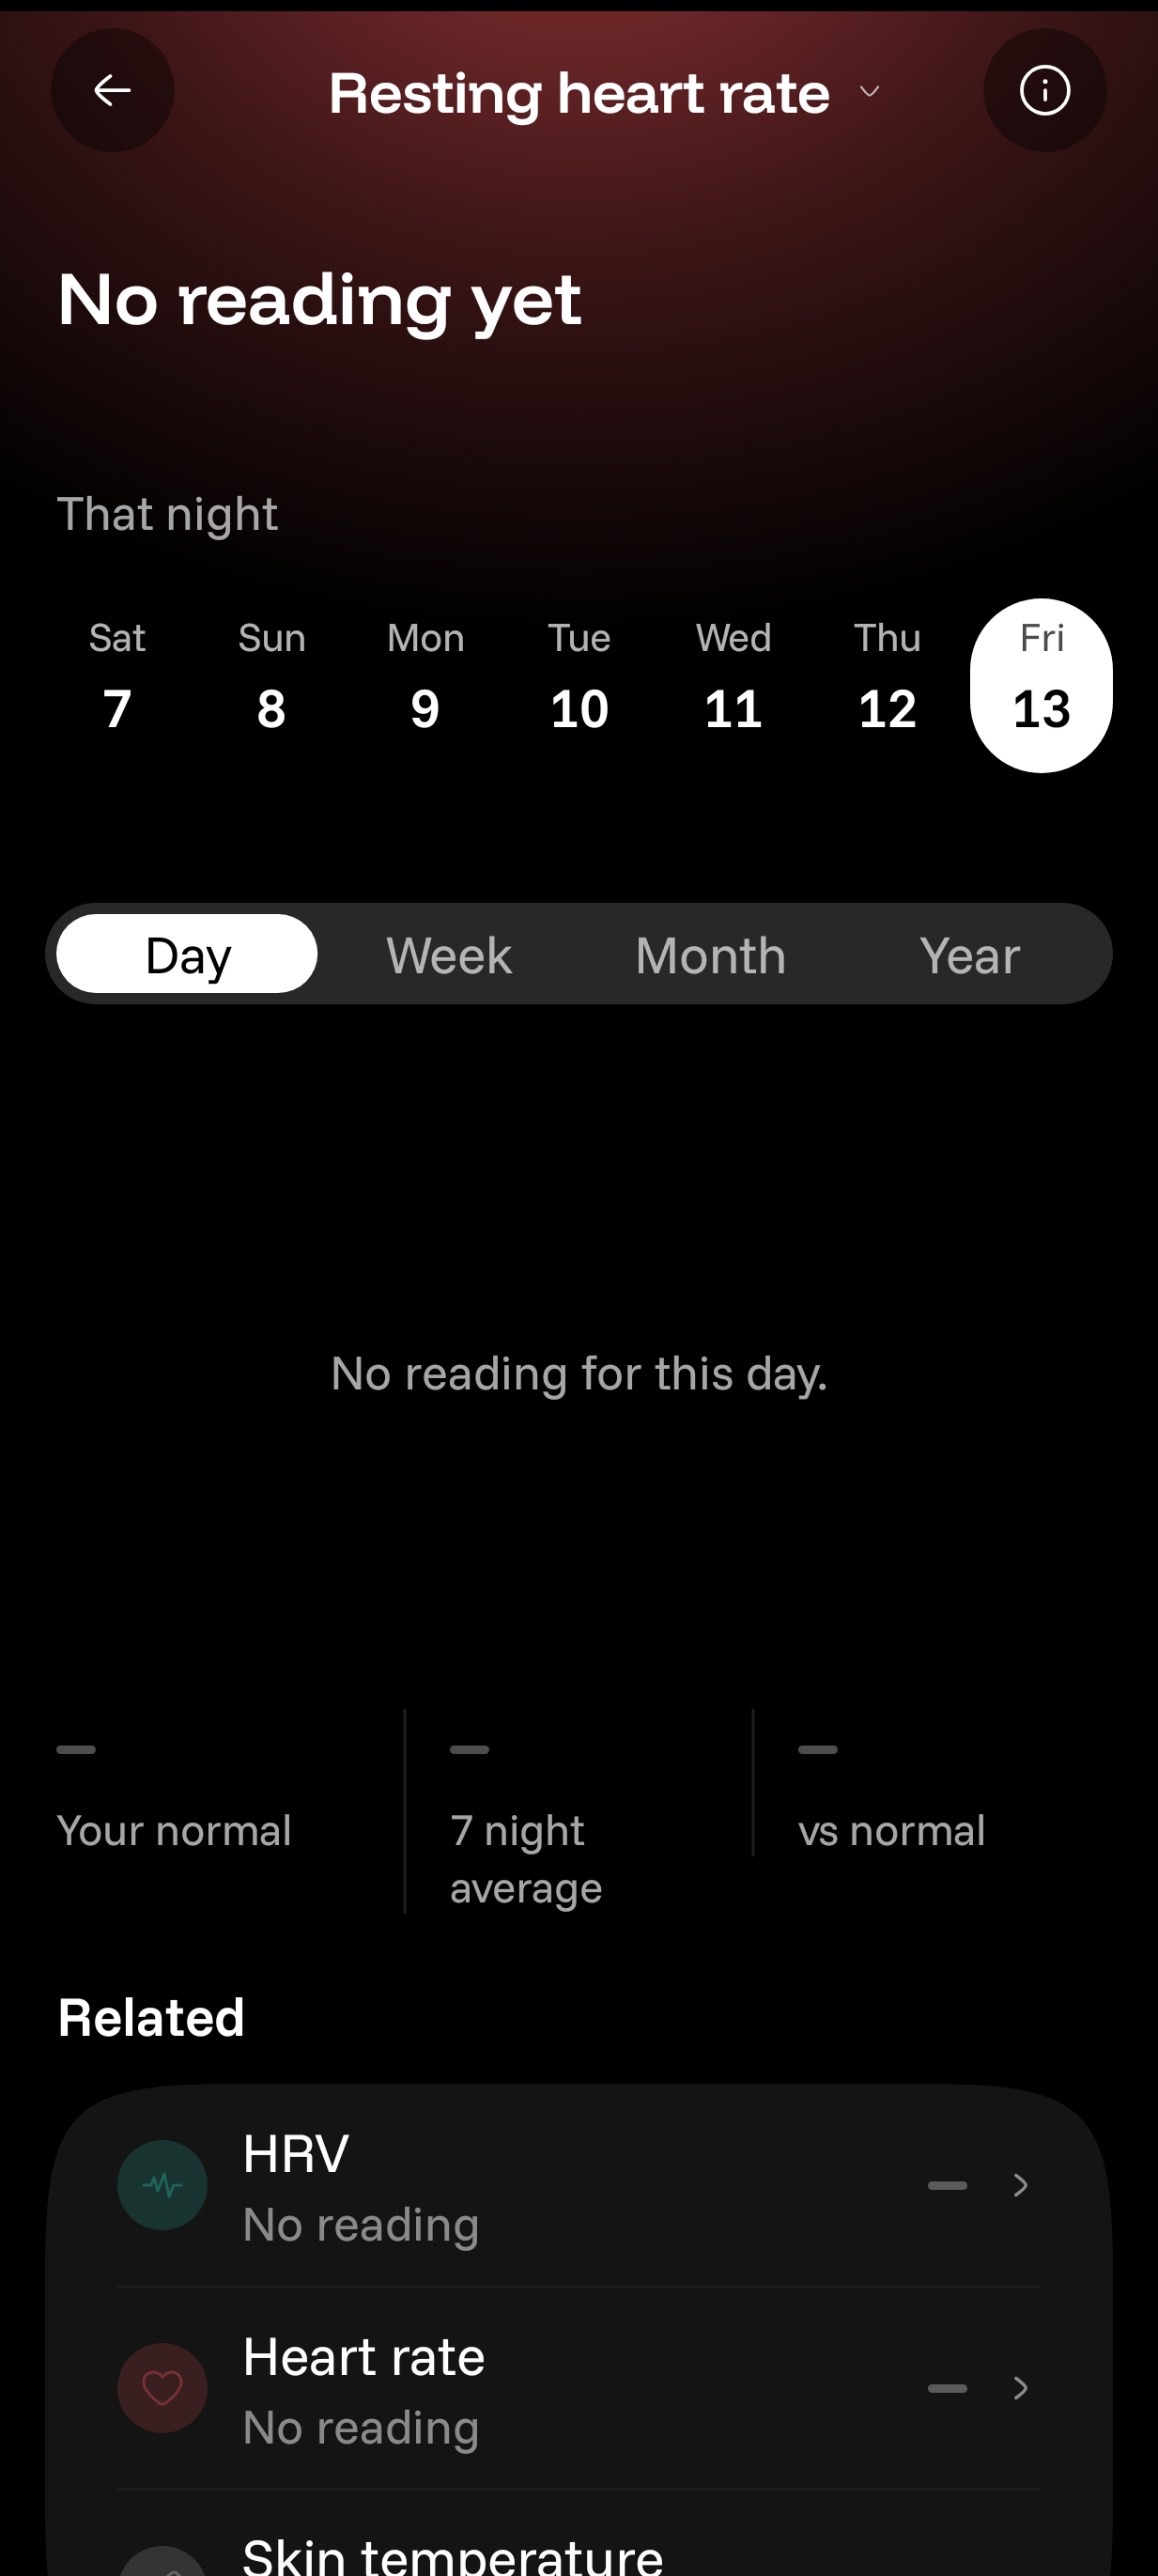 Resting heart rate
No reading yet
That night
Sat Sun Mon Tue Wed Thu Fri
7 8 9 10 11 12 13
Day Week Month Year
No reading for this day.
Your normal
7 night
average
vs normal
Related
HRV
No reading
Heart rate
No reading
Skin temperature